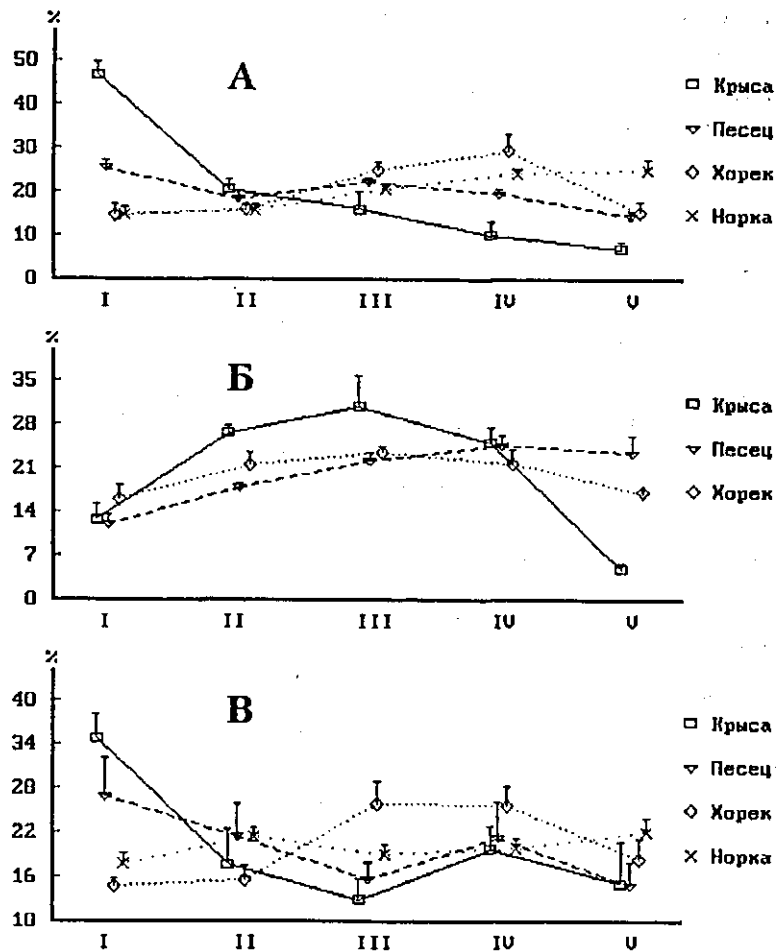 %
А
50
40
30
20
10
0
I II III IV V
Крыса
Песец
Хорек
Норка
%
Б
35
28
21
14
7
0
I II III IV V
Крыса
Песец
Хорек
%
В
40
34
28
22
16
10
I II III IV V
Крыса
Песец
Хорек
Норка